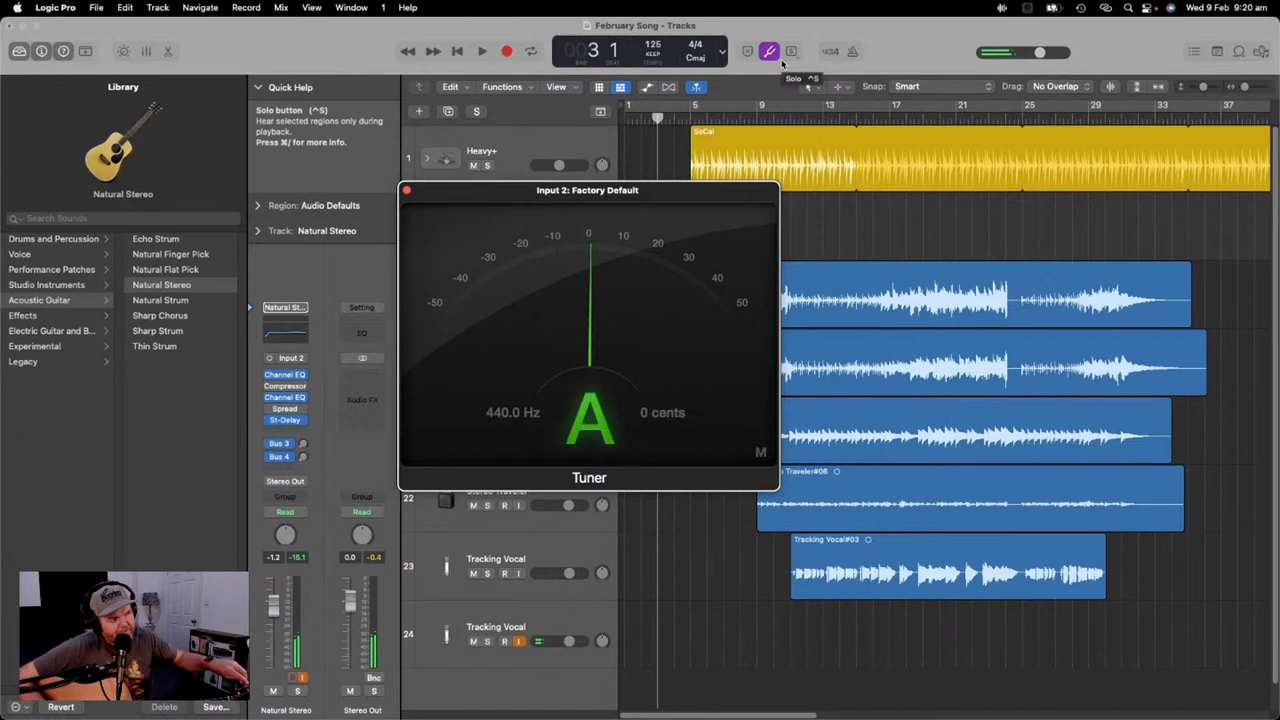 Logic Pro File Edit Track Navigate Record Mix View Window 1 Help Wed 9 Feb 9:20 am
February Song - Tracks
003 1 125 4/4
BAR BEAT KEEP TEMPO Cmaj
S 1234
Solo ^S
Library
Natural Stereo
Search Sounds
Drums and Percussion
Voice
Performance Patches
Studio Instruments
Acoustic Guitar
Effects
Electric Guitar and B...
Experimental
Legacy
Echo Strum
Natural Finger Pick
Natural Flat Pick
Natural Stereo
Natural Strum
Sharp Chorus
Sharp Strum
Thin Strum
Revert Delete Save...
Quick Help
Solo button (^S)
Hear selected regions only during
playback.
Press ⌘/ for more info.
Region: Audio Defaults
Track: Natural Stereo
Natural St... Setting
EQ
Input 2
Channel EQ
Compressor
Channel EQ Audio FX
Spread
St-Delay
Bus 3
Bus 4
Stereo Out
Group Group
Read Read
-1.2 -15.1 0.0 -0.4
R I Bnc
M S M S
Natural Stereo Stereo Out
Edit Functions View Snap: Smart Drag: No Overlap
S 1 5 9 13 17 21 25 29 33 37
1 Heavy+
M S
SoCal
Input 2: Factory Default
-50 -40 -30 -20 -10 0 10 20 30 40 50
440.0 Hz A 0 cents
M
Tuner
Traveler#06
22 Stereo Traveler
M S R I
Tracking Vocal#03
23 Tracking Vocal
M S R I
24 Tracking Vocal
M S R I